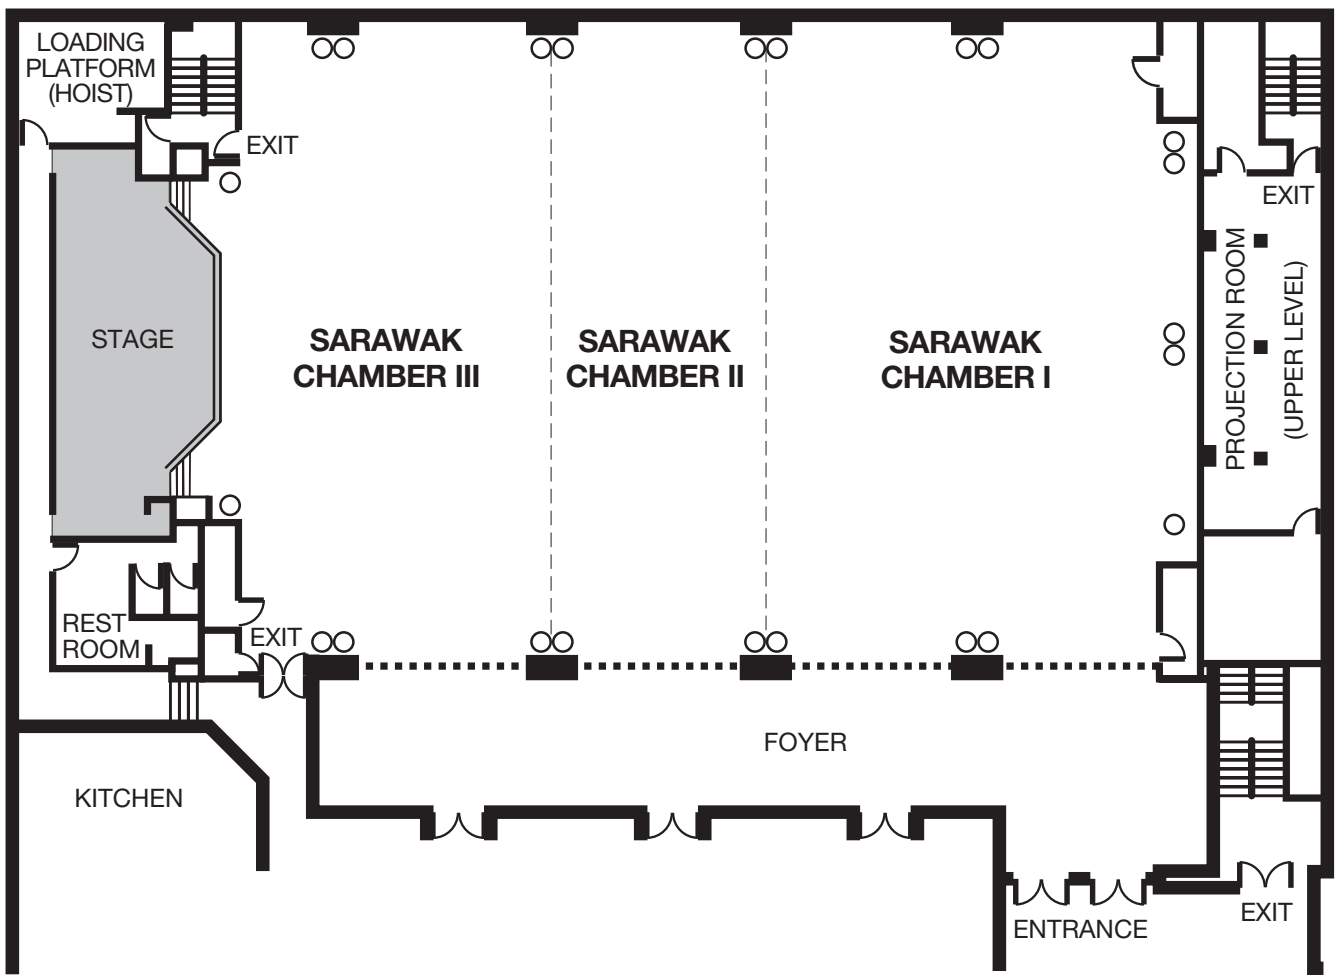 LOADING
PLATFORM
(HOIST)
EXIT
EXIT
STAGE
SARAWAK
CHAMBER III
SARAWAK
CHAMBER II
SARAWAK
CHAMBER I
PROJECTION ROOM
(UPPER LEVEL)
REST
ROOM
EXIT
FOYER
KITCHEN
ENTRANCE
EXIT